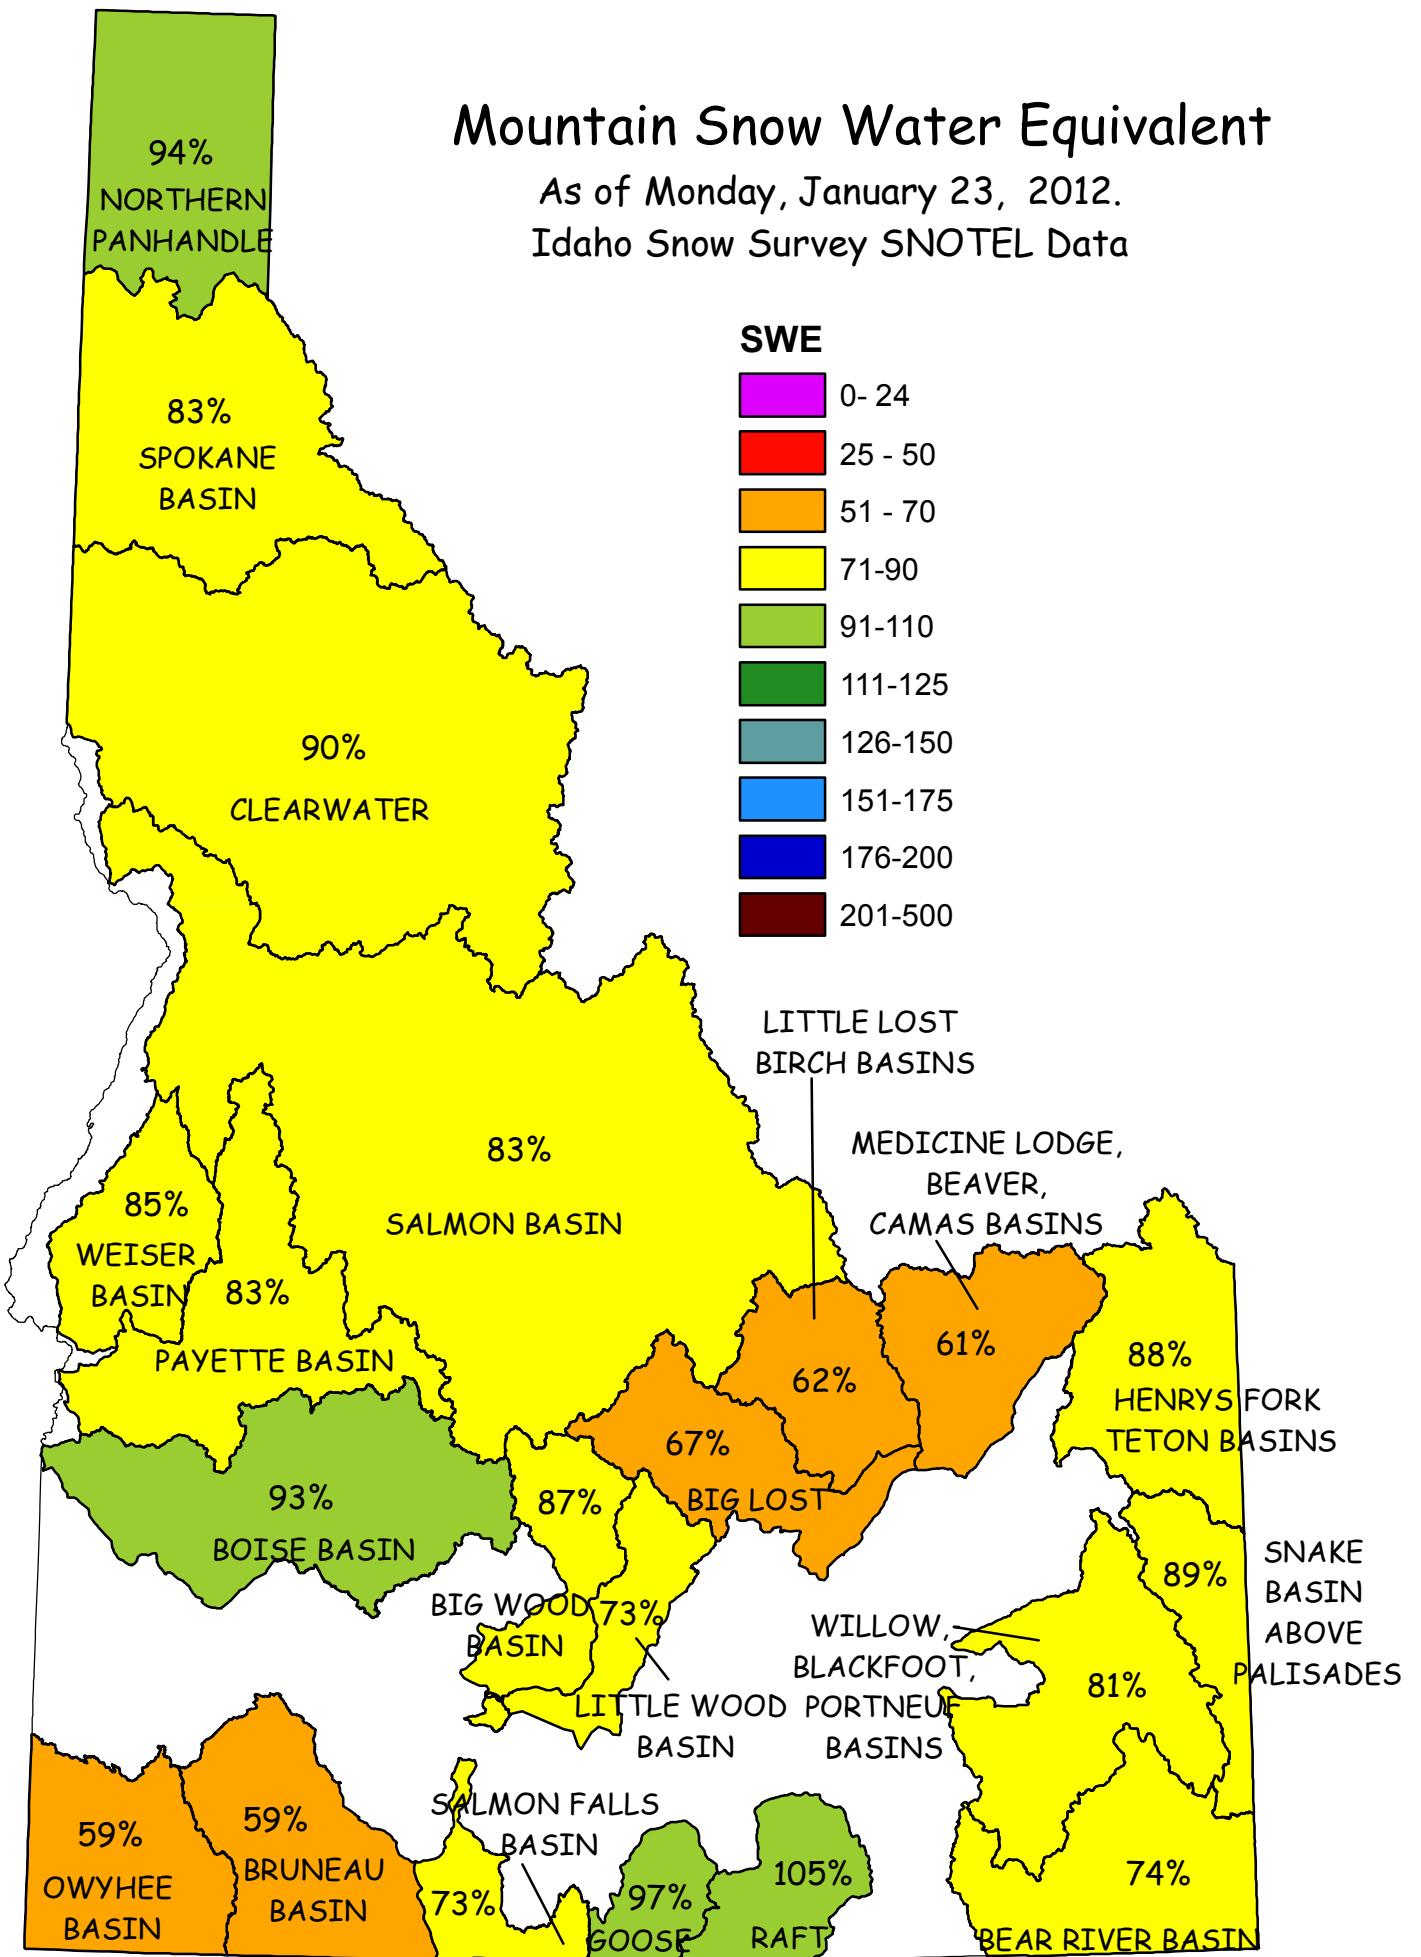 Mountain Snow Water Equivalent
As of Monday, January 23, 2012.
Idaho Snow Survey SNOTEL Data
SWE
0- 24
25 - 50
51 - 70
71-90
91-110
111-125
126-150
151-175
176-200
201-500
94%
NORTHERN
PANHANDLE
83%
SPOKANE
BASIN
90%
CLEARWATER
83%
SALMON BASIN
85%
WEISER
BASIN
83%
PAYETTE BASIN
LITTLE LOST
BIRCH BASINS
62%
MEDICINE LODGE,
BEAVER,
CAMAS BASINS
61%
88%
HENRYS FORK
TETON BASINS
67%
BIG LOST
93%
BOISE BASIN
87%
BIG WOOD
BASIN
73%
LITTLE WOOD
BASIN
89%
SNAKE
BASIN
ABOVE
PALISADES
WILLOW,
BLACKFOOT,
PORTNEUF
BASINS
81%
59%
OWYHEE
BASIN
59%
BRUNEAU
BASIN
SALMON FALLS
BASIN
73%
97%
GOOSE
105%
RAFT
74%
BEAR RIVER BASIN